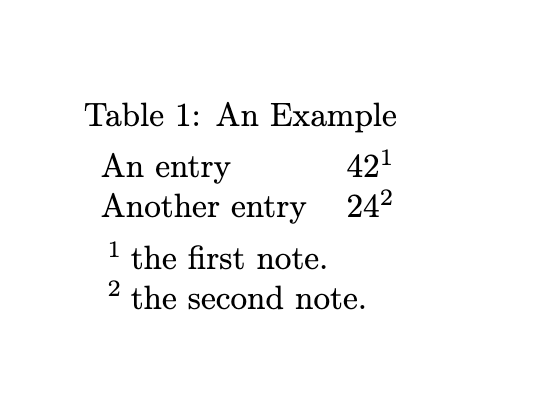 Table 1: An Example
An entry 42¹
Another entry 24²
¹ the first note.
² the second note.